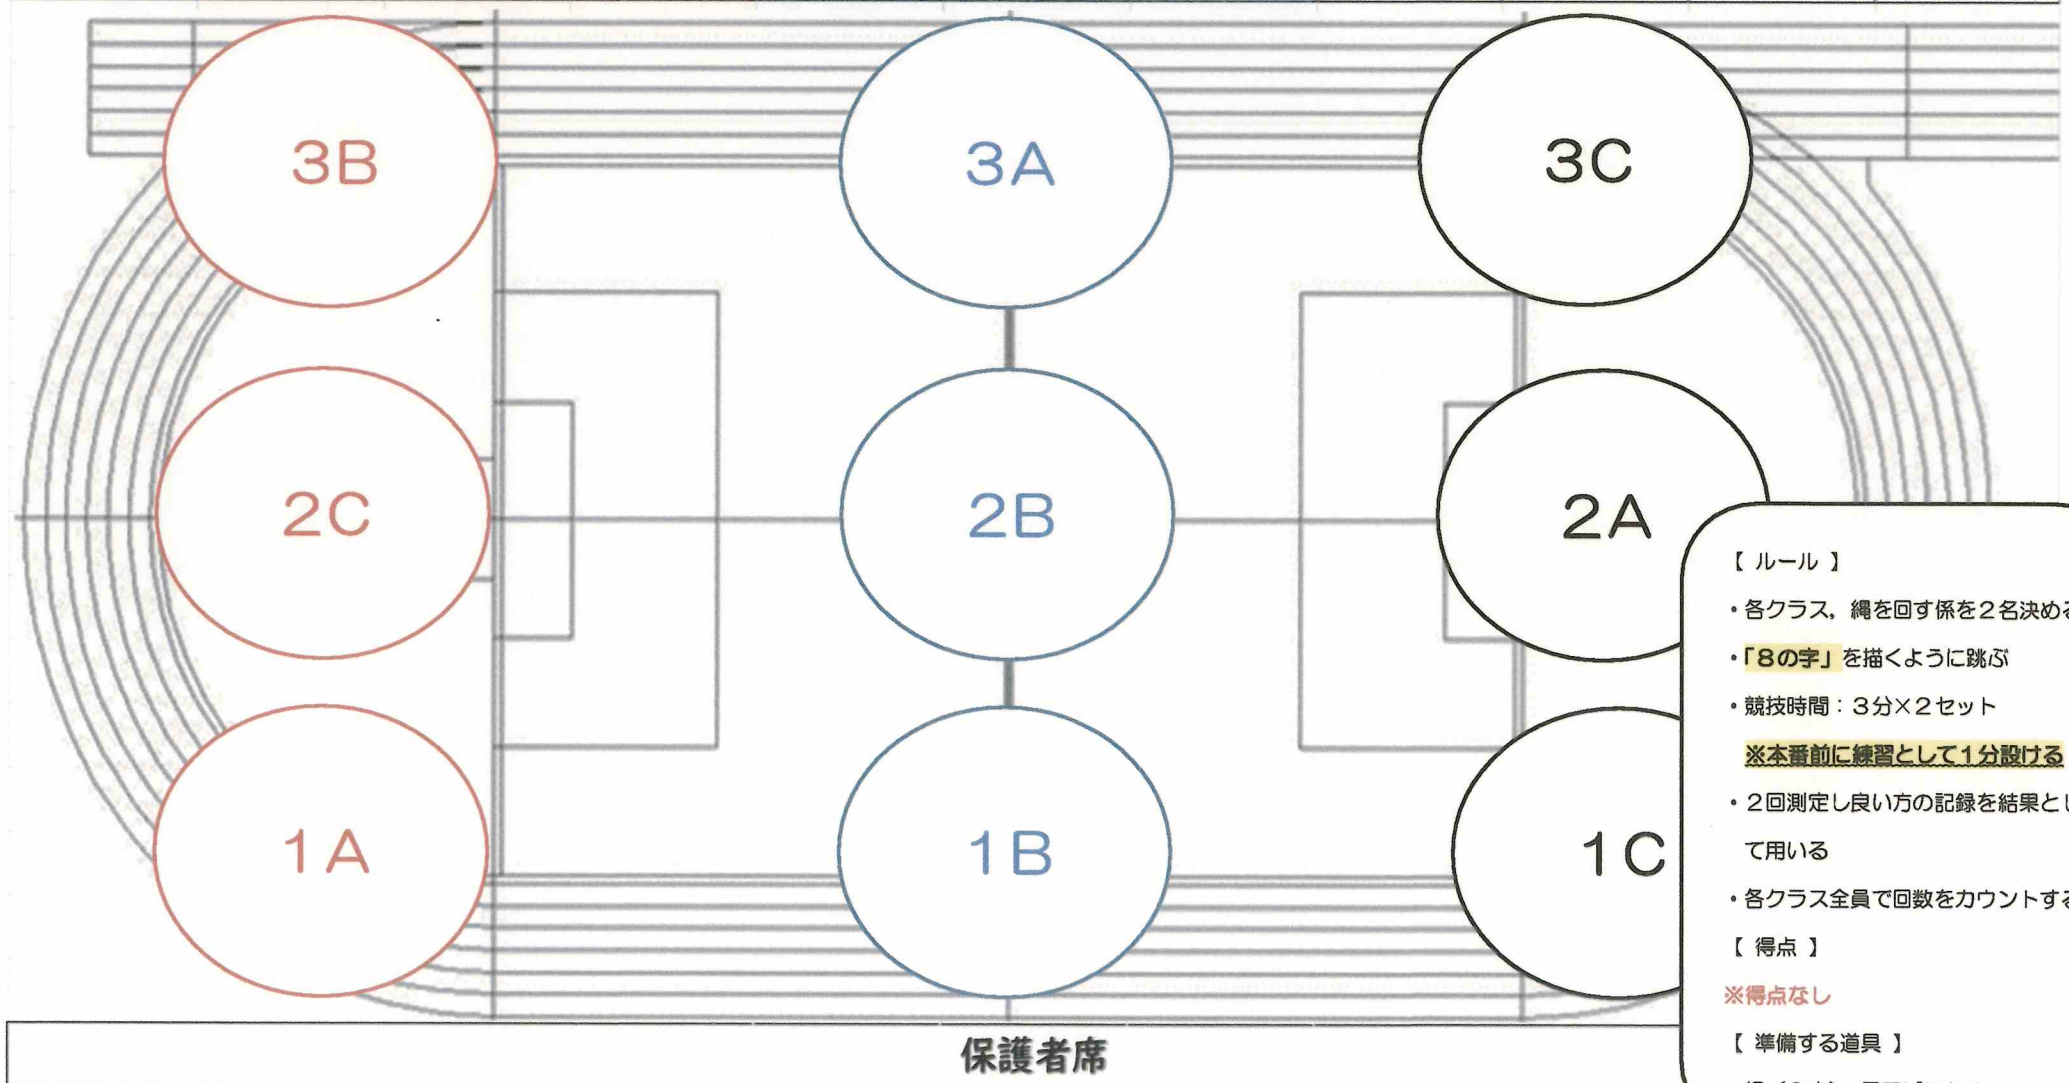 3B
3A
3C
2C
2B
2A
1A
1B
1C
【 ルール 】
・各クラス，縄を回す係を２名決める
・「８の字」を描くように跳ぶ
・競技時間：３分×２セット
※本番前に練習として１分設ける
・２回測定し良い方の記録を結果とし
て用いる
・各クラス全員で回数をカウントする
【 得点 】
※得点なし
【 準備する道具 】
保護者席